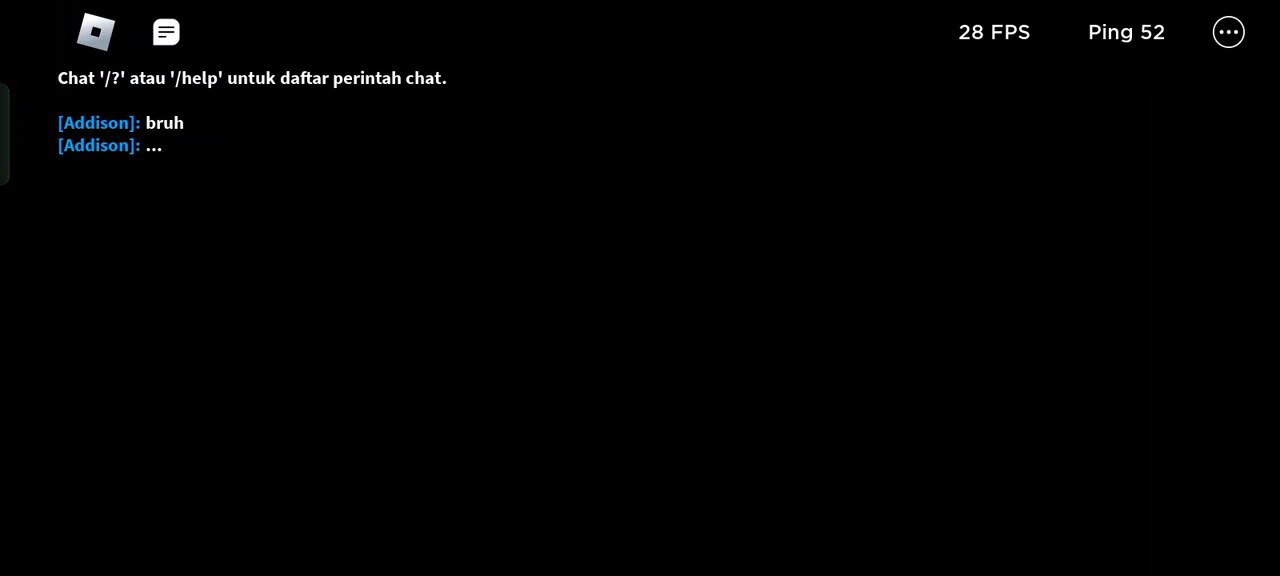 28 FPS Ping 52
Chat '/?' atau '/help' untuk daftar perintah chat.
[Addison]: bruh
[Addison]: ...